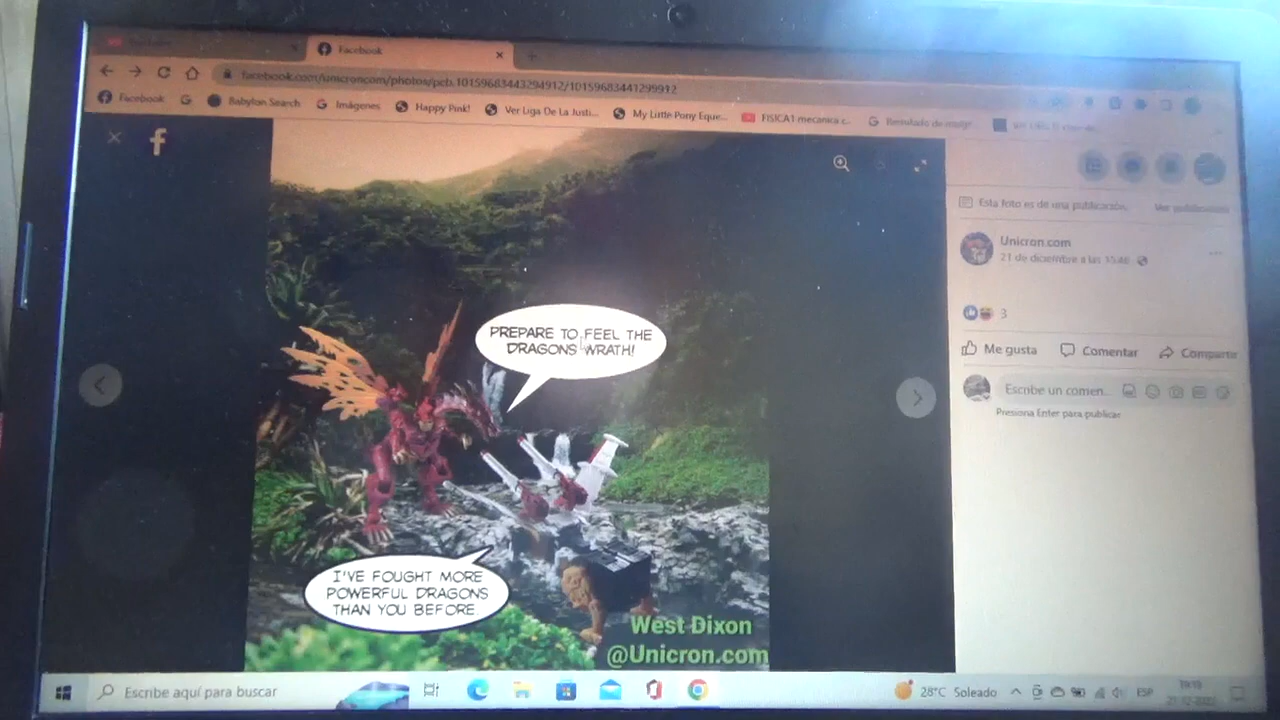 Facebook
facebook.com/unicroncom/photos/pcb.10159683443294912/10159683441299912
Facebook
G
Babylon Search
Imágenes
Happy Pink!
Ver Liga De La Justi...
My Little Pony Eque...
FISICA1 mecanica c...
Esta foto es de una publicación.
Ver publicación
Unicron.com
21 de diciembre a las
3
Me gusta
Comentar
Compartir
Escribe un comen...
Presiona Enter para publicar
PREPARE TO FEEL THE
DRAGONS WRATH!
I'VE FOUGHT MORE
POWERFUL DRAGONS
THAN YOU BEFORE.
West Dixon
@Unicron.com
Escribe aquí para buscar
28°C Soleado
ESP